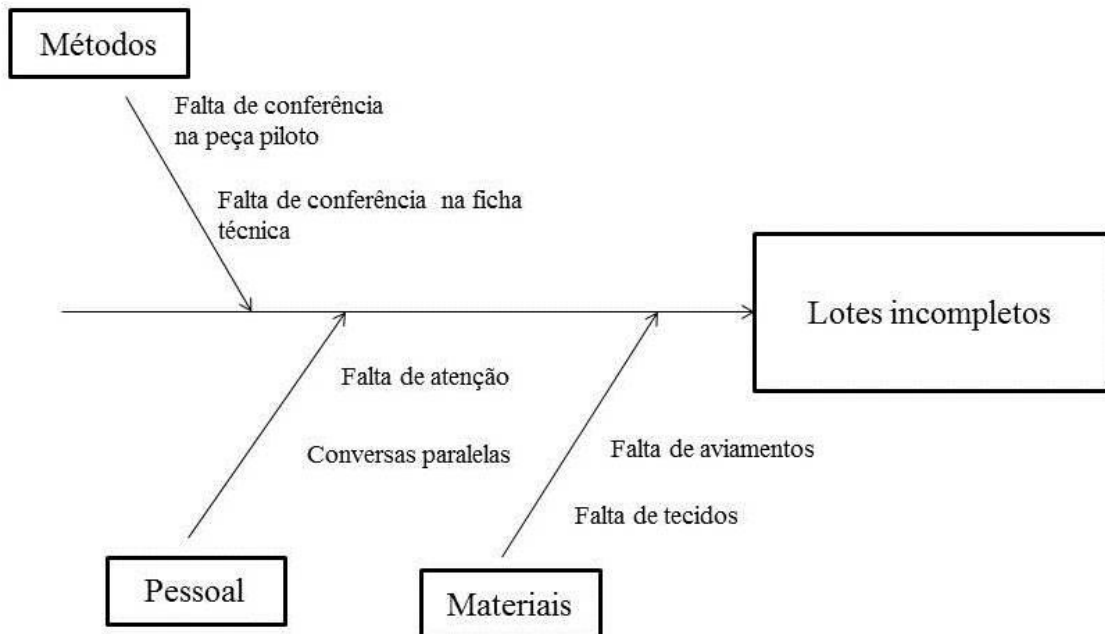 Métodos
Falta de conferência
na peça piloto
Falta de conferência na ficha
técnica
Lotes incompletos
Falta de atenção
Conversas paralelas
Falta de aviamentos
Falta de tecidos
Pessoal
Materiais